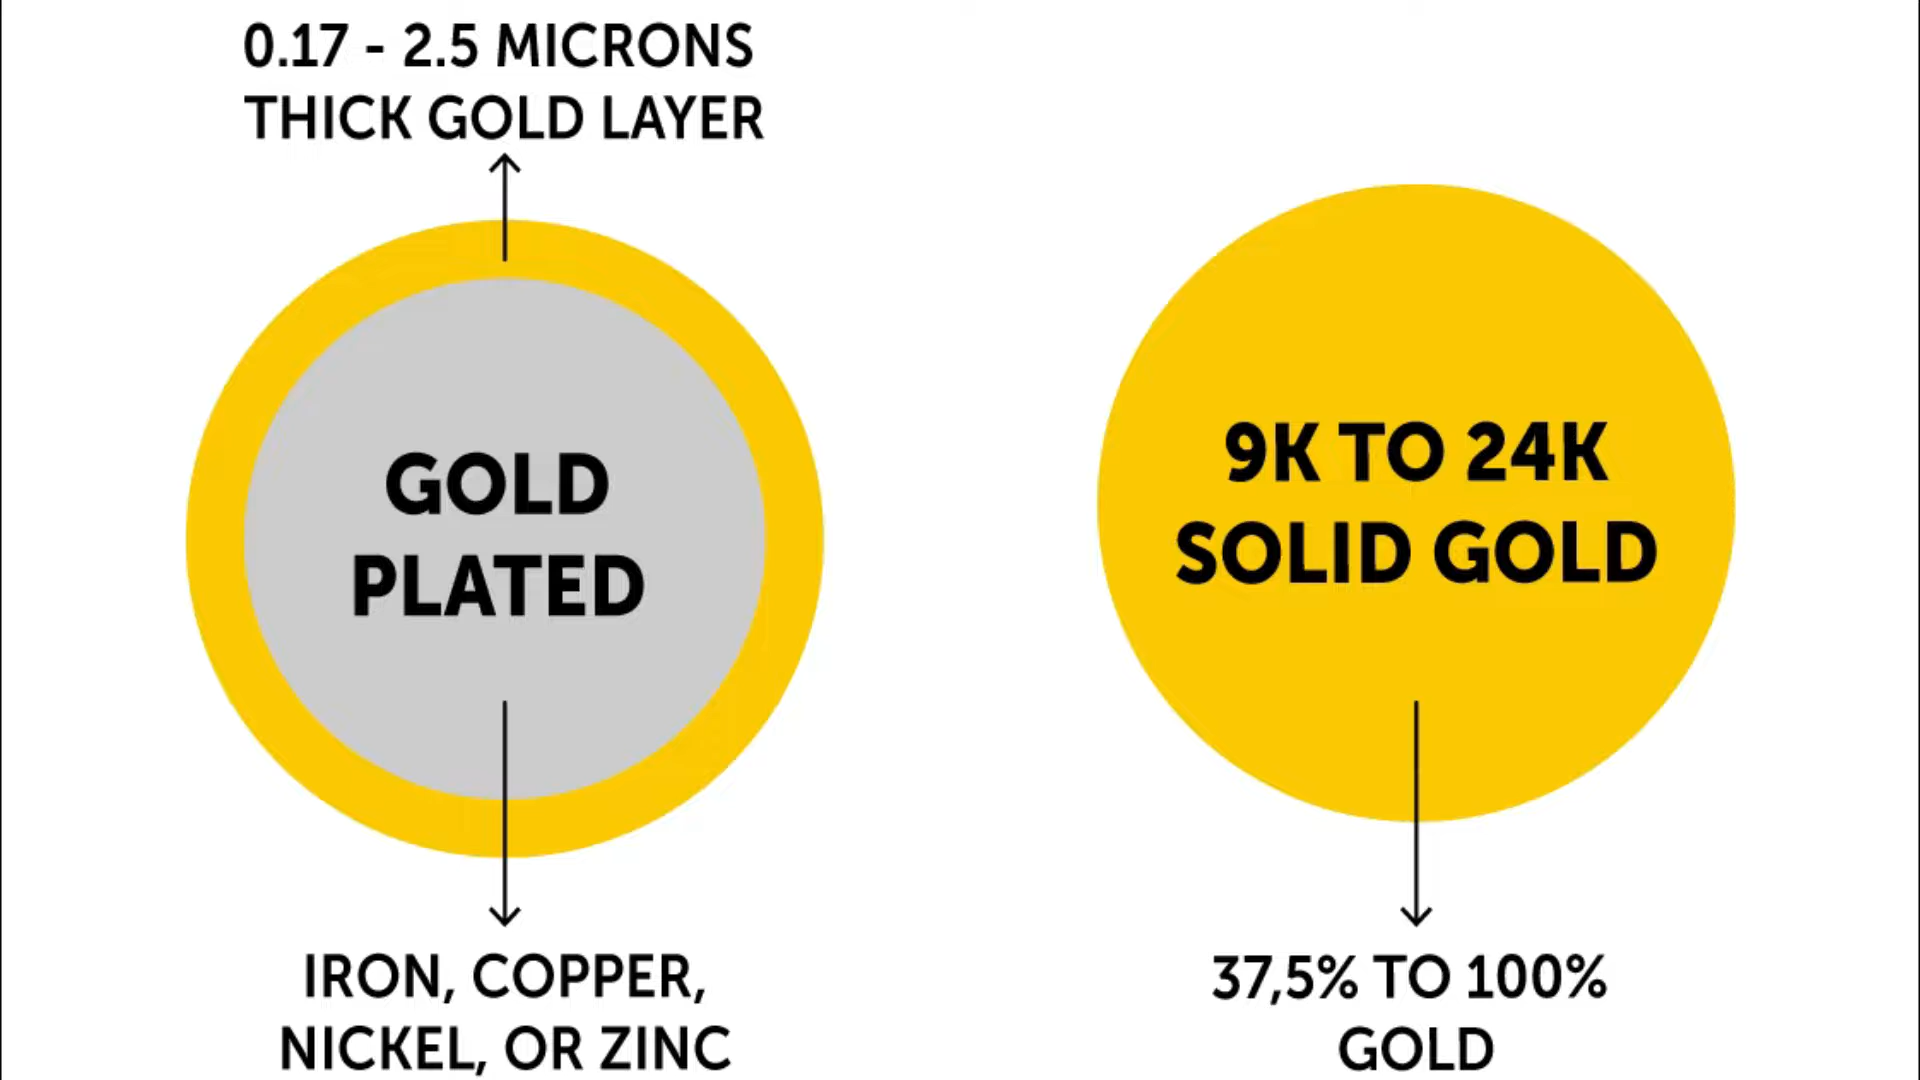 0.17 - 2.5 MICRONS
THICK GOLD LAYER
GOLD
PLATED
IRON, COPPER,
NICKEL, OR ZINC
9K TO 24K
SOLID GOLD
37,5% TO 100%
GOLD